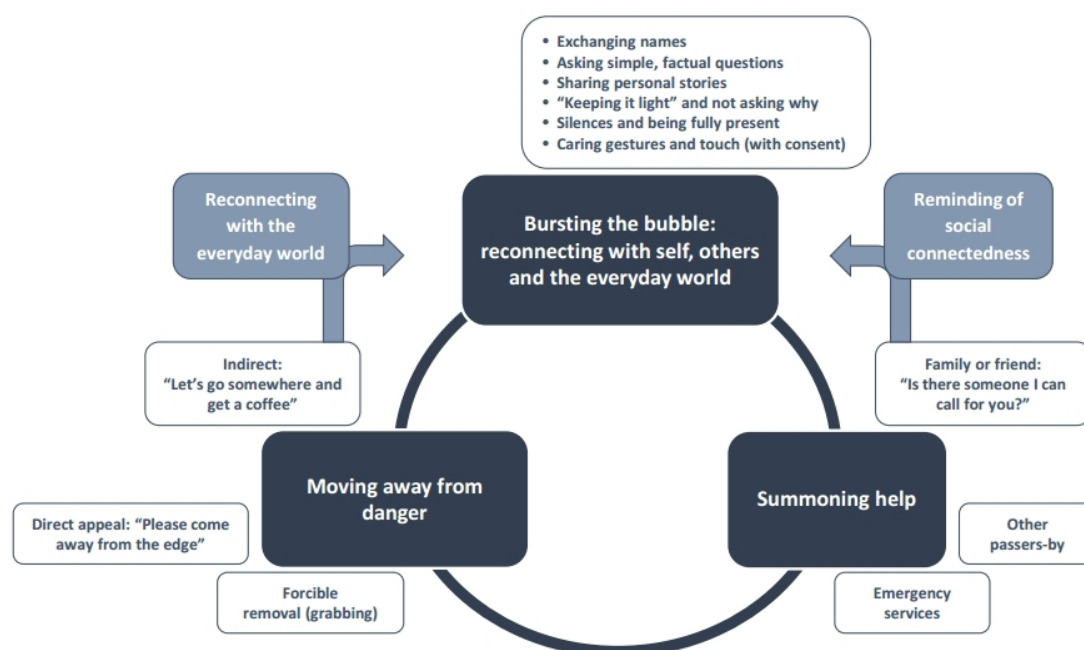 • Exchanging names
• Asking simple, factual questions
• Sharing personal stories
• “Keeping it light” and not asking why
• Silences and being fully present
• Caring gestures and touch (with consent)
Reconnecting
with the
everyday world
Bursting the bubble:
reconnecting with self, others
and the everyday world
Reminding of
social
connectedness
Indirect:
“Let’s go somewhere and
get a coffee”
Family or friend:
“Is there someone I can
call for you?”
Moving away from
danger
Summoning help
Direct appeal: “Please come
away from the edge”
Other
passers-by
Forcible
removal (grabbing)
Emergency
services